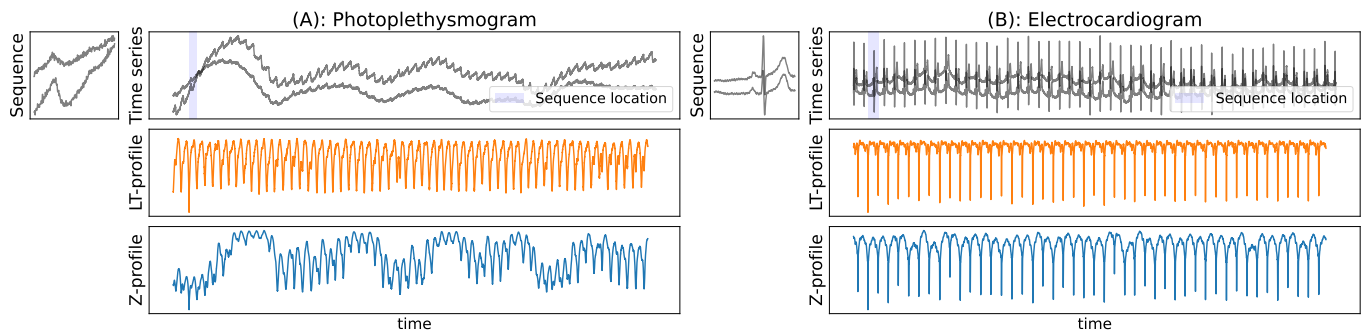 (A): Photoplethysmogram
Sequence
Time series
Sequence location
LT-profile
Z-profile
time
(B): Electrocardiogram
Sequence
Time series
Sequence location
LT-profile
Z-profile
time